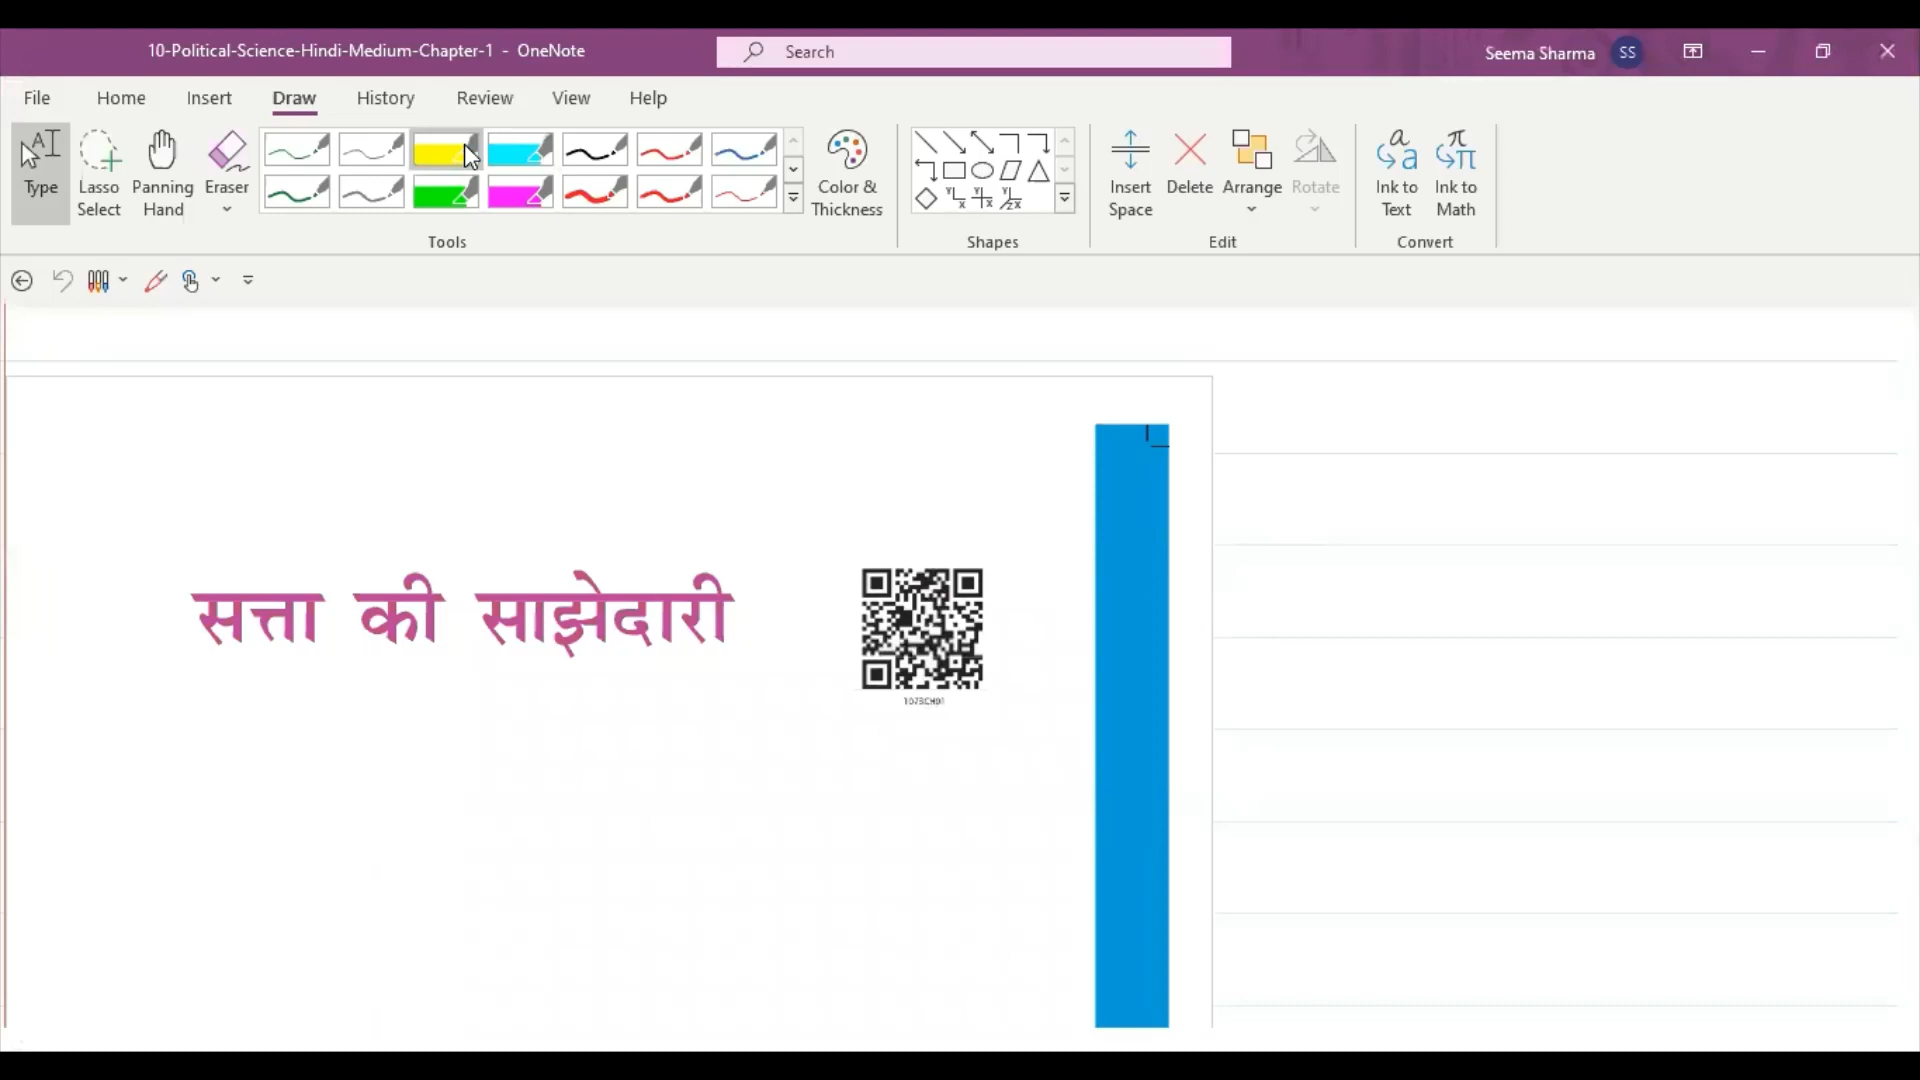 10-Political-Science-Hindi-Medium-Chapter-1 - OneNote
Search
Seema Sharma SS
File Home Insert Draw History Review View Help
Type
Lasso Select
Panning Hand
Eraser
Color & Thickness
Insert Space
Delete
Arrange
Rotate
Ink to Text
Ink to Math
Tools
Shapes
Edit
Convert
सत्ता की साझेदारी